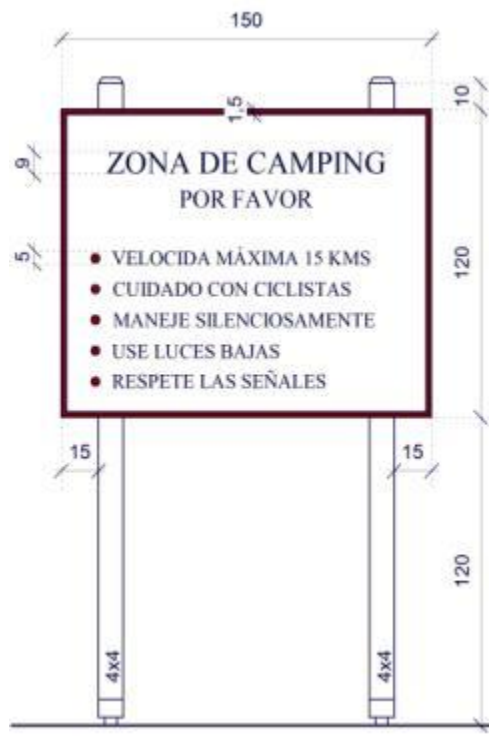 150
10
1,5
9
ZONA DE CAMPING
POR FAVOR
5
• VELOCIDA MÁXIMA 15 KMS
• CUIDADO CON CICLISTAS
• MANEJE SILENCIOSAMENTE
• USE LUCES BAJAS
• RESPETE LAS SEÑALES
120
15
15
120
4x4
4x4